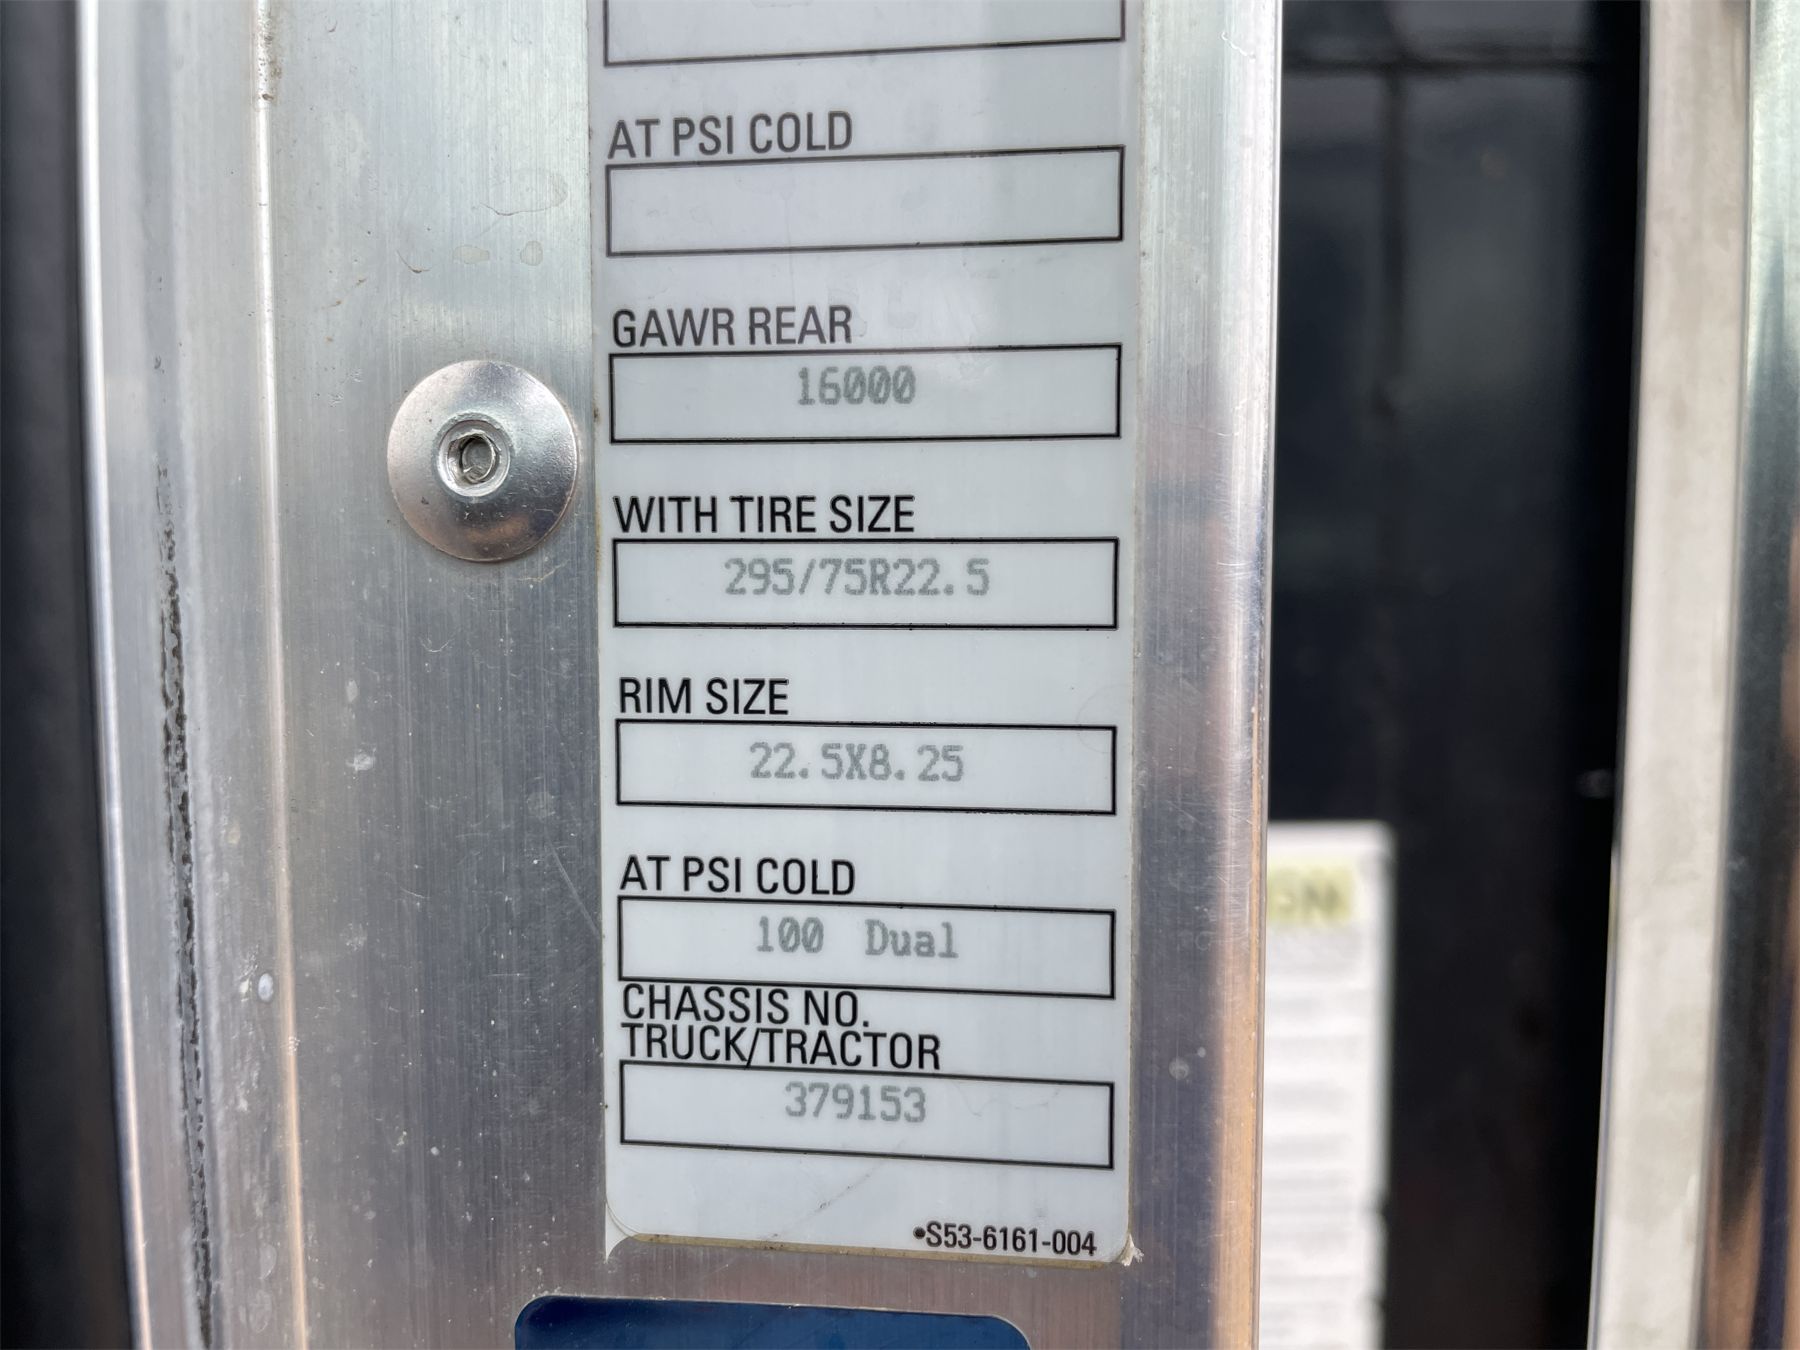 AT PSI COLD
GAWR REAR
16000
WITH TIRE SIZE
295/75R22.5
RIM SIZE
22.5X8.25
AT PSI COLD
100 Dual
CHASSIS NO.
TRUCK/TRACTOR
379153
•S53-6161-004